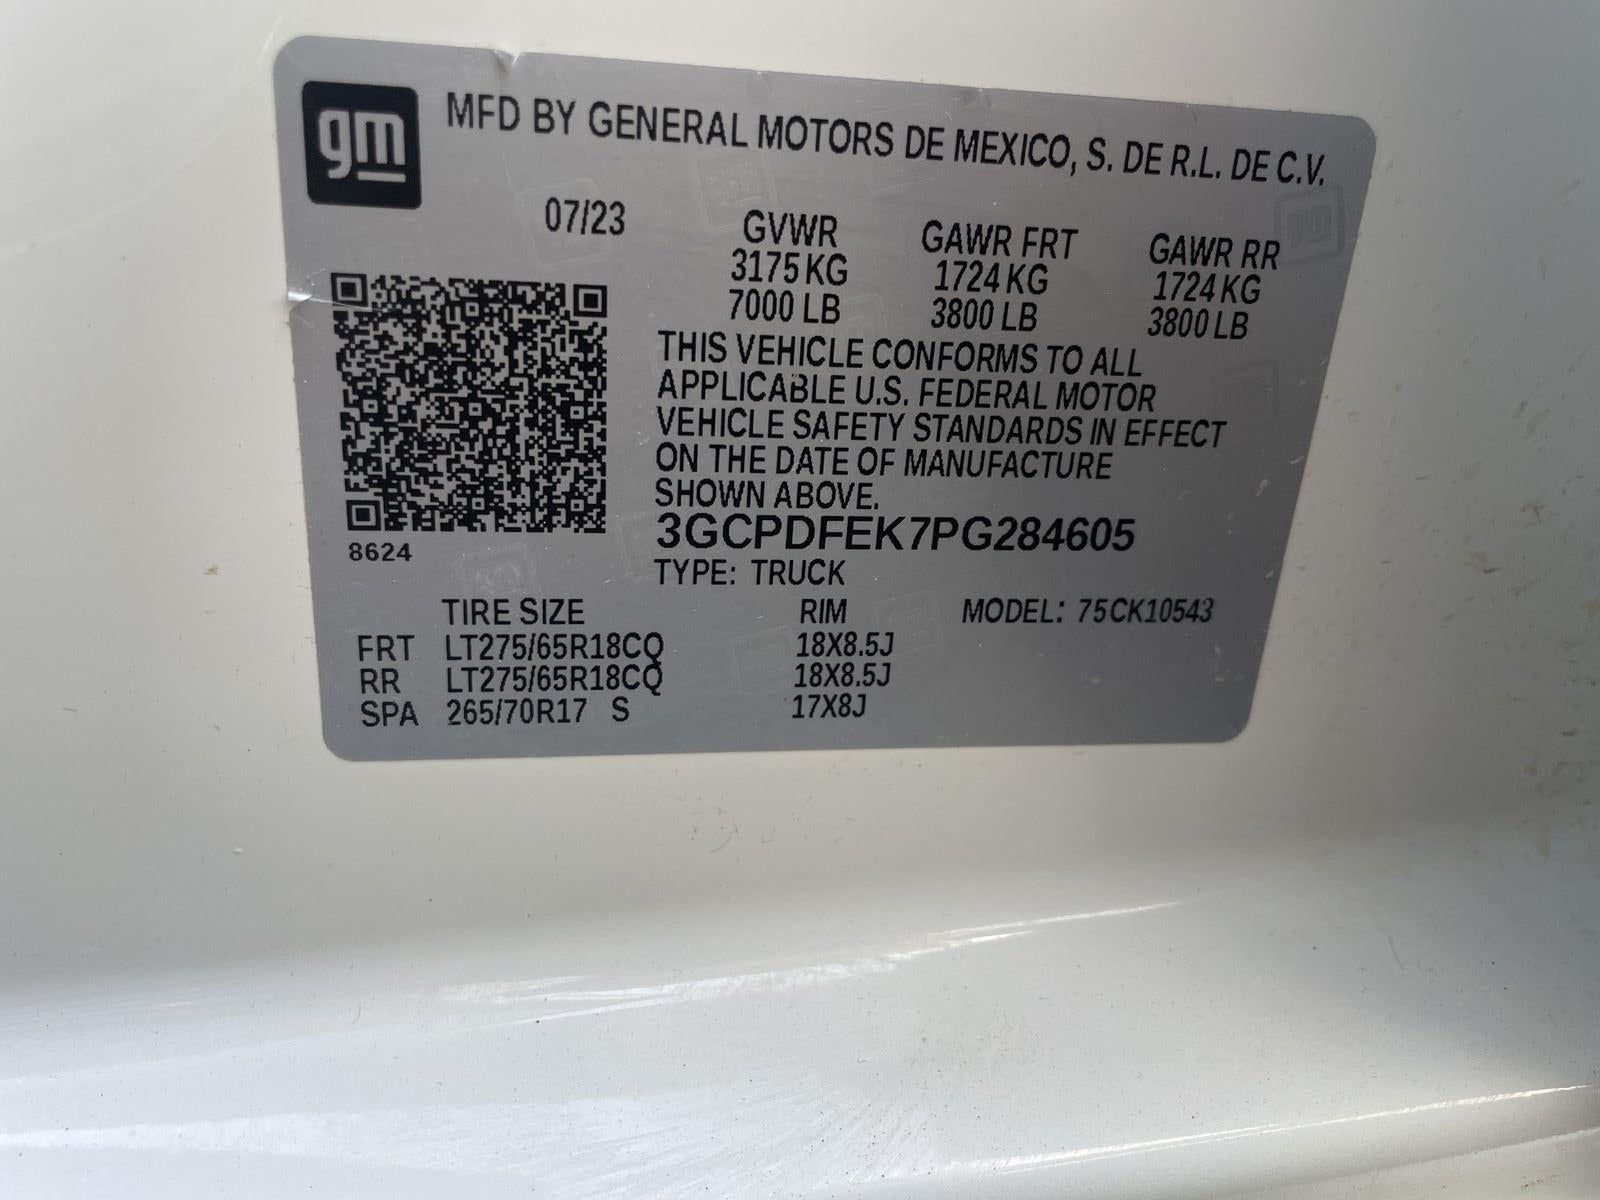 gm
MFD BY GENERAL MOTORS DE MEXICO, S. DE R.L. DE C.V.
07/23 GVWR GAWR FRT GAWR RR
3175 KG 1724 KG 1724 KG
7000 LB 3800 LB 3800 LB
THIS VEHICLE CONFORMS TO ALL
APPLICABLE U.S. FEDERAL MOTOR
VEHICLE SAFETY STANDARDS IN EFFECT
ON THE DATE OF MANUFACTURE
SHOWN ABOVE.
3GCPDFEK7PG284605
8624
TYPE: TRUCK
TIRE SIZE RIM MODEL: 75CK10543
FRT LT275/65R18CQ 18X8.5J
RR LT275/65R18CQ 18X8.5J
SPA 265/70R17 S 17X8J